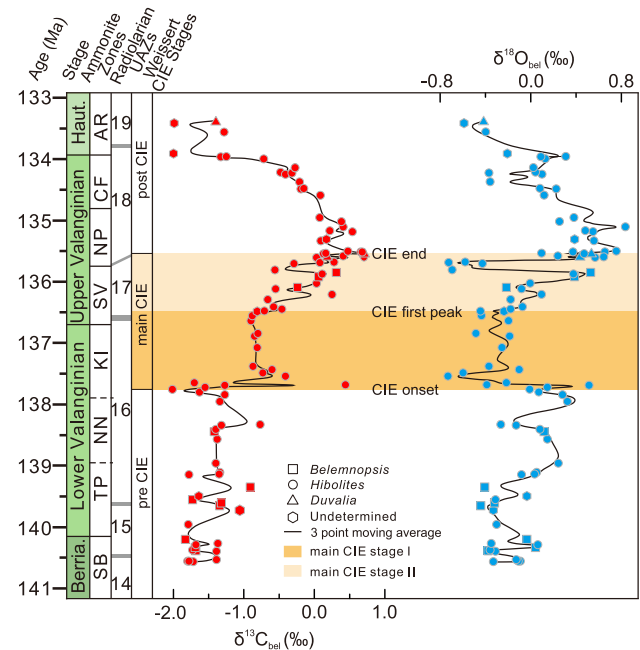 Age (Ma)
Stage
Ammonite
Zones
Radiolarian
UAZs
Weissert
CIE Stages
δ18Obel (‰)
-0.8
0.0
0.8
133
134
135
136
137
138
139
140
141
Haut.
Upper Valanginian
Lower Valanginian
Berria.
AR
CF
NP
SV
KI
NN
TP
SB
19
18
17
16
15
14
post CIE
main CIE
pre CIE
CIE end
CIE first peak
CIE onset
Belemnopsis
Hibolites
Duvalia
Undetermined
3 point moving average
main CIE stage I
main CIE stage II
-2.0
-1.0
0.0
1.0
δ13Cbel (‰)